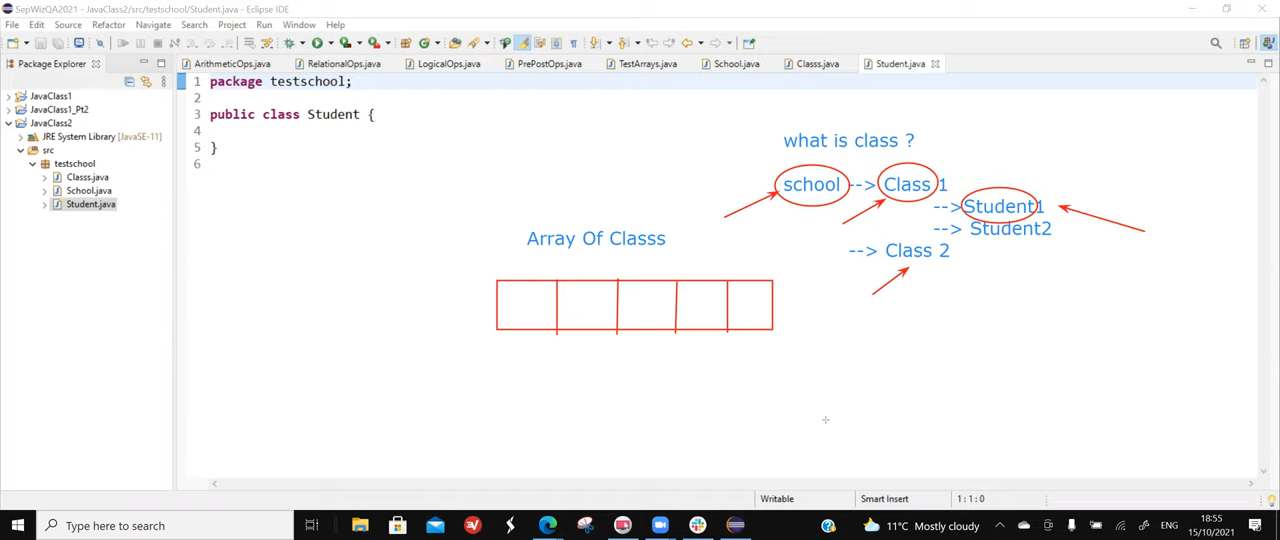 SepWizQA2021 - JavaClass2/src/testschool/Student.java - Eclipse IDE
File Edit Source Refactor Navigate Search Project Run Window Help
Package Explorer
ArithmeticOps.java RelationalOps.java LogicalOps.java PrePostOps.java TestArrays.java School.java Classs.java Student.java
JavaClass1
JavaClass1_Pt2
JavaClass2
JRE System Library [JavaSE-11]
src
testschool
Classs.java
School.java
Student.java
1 package testschool;
2
3 public class Student {
4
5 }
6
what is class ?
school --> Class 1
-->Student1
--> Student2
--> Class 2
Array Of Classs
Writable Smart Insert 1 : 1 : 0
Type here to search
11°C Mostly cloudy
ENG
18:55
15/10/2021